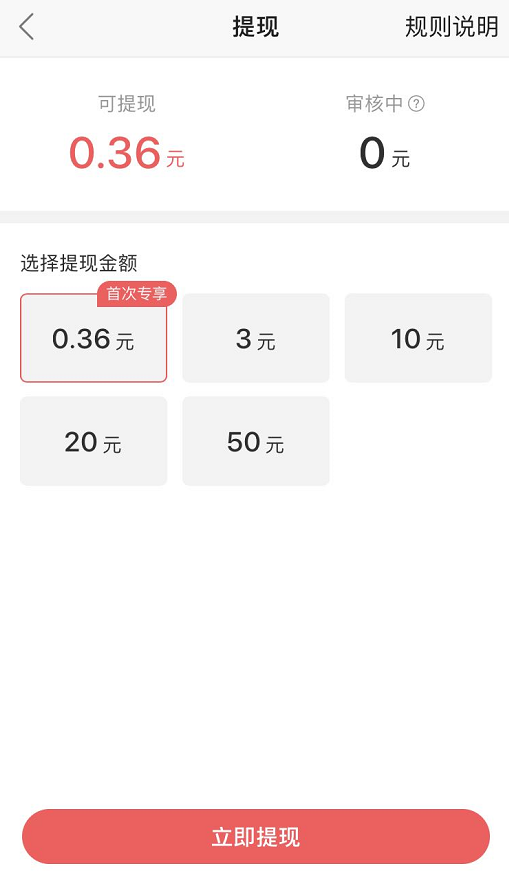 提现
规则说明
可提现
审核中?
0.36元
0元
选择提现金额
首次专享
0.36元
3元
10元
20元
50元
立即提现